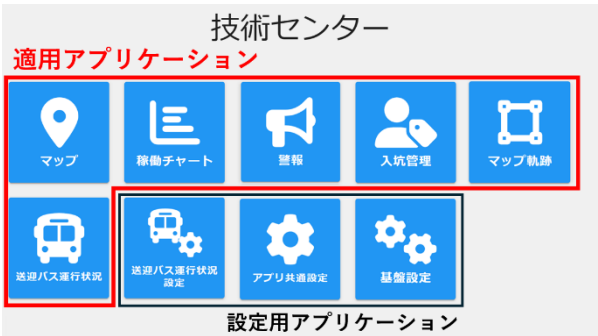 技術センター
適用アプリケーション
マップ
稼働チャート
警報
入坑管理
マップ軌跡
送迎バス運行状況
送迎バス運行状況
設定
アプリ共通設定
基盤設定
設定用アプリケーション